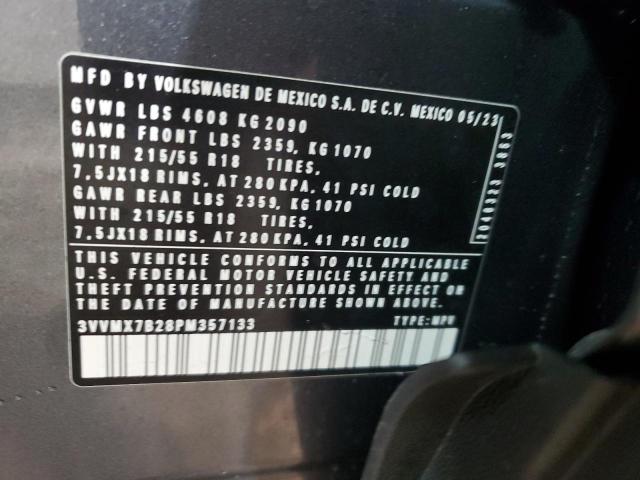 MFD BY VOLKSWAGEN DE MEXICO S.A. DE C.V. MEXICO 05/23
GVWR LBS 4608 KG 2090
GAWR FRONT LBS 2359, KG 1070
WITH 215/55 R18 TIRES,
7,5JX18 RIMS, AT 280 KPA, 41 PSI COLD
GAWR REAR LBS 2359, KG 1070
WITH 215/55 R18 TIRES,
7,5JX18 RIMS, AT 280 KPA, 41 PSI COLD
THIS VEHICLE CONFORMS TO ALL APPLICABLE
U.S. FEDERAL MOTOR VEHICLE SAFETY AND
THEFT PREVENTION STANDARDS IN EFFECT ON
THE DATE OF MANUFACTURE SHOWN ABOVE.
3VVMX7B28PM357133 TYPE: MPV